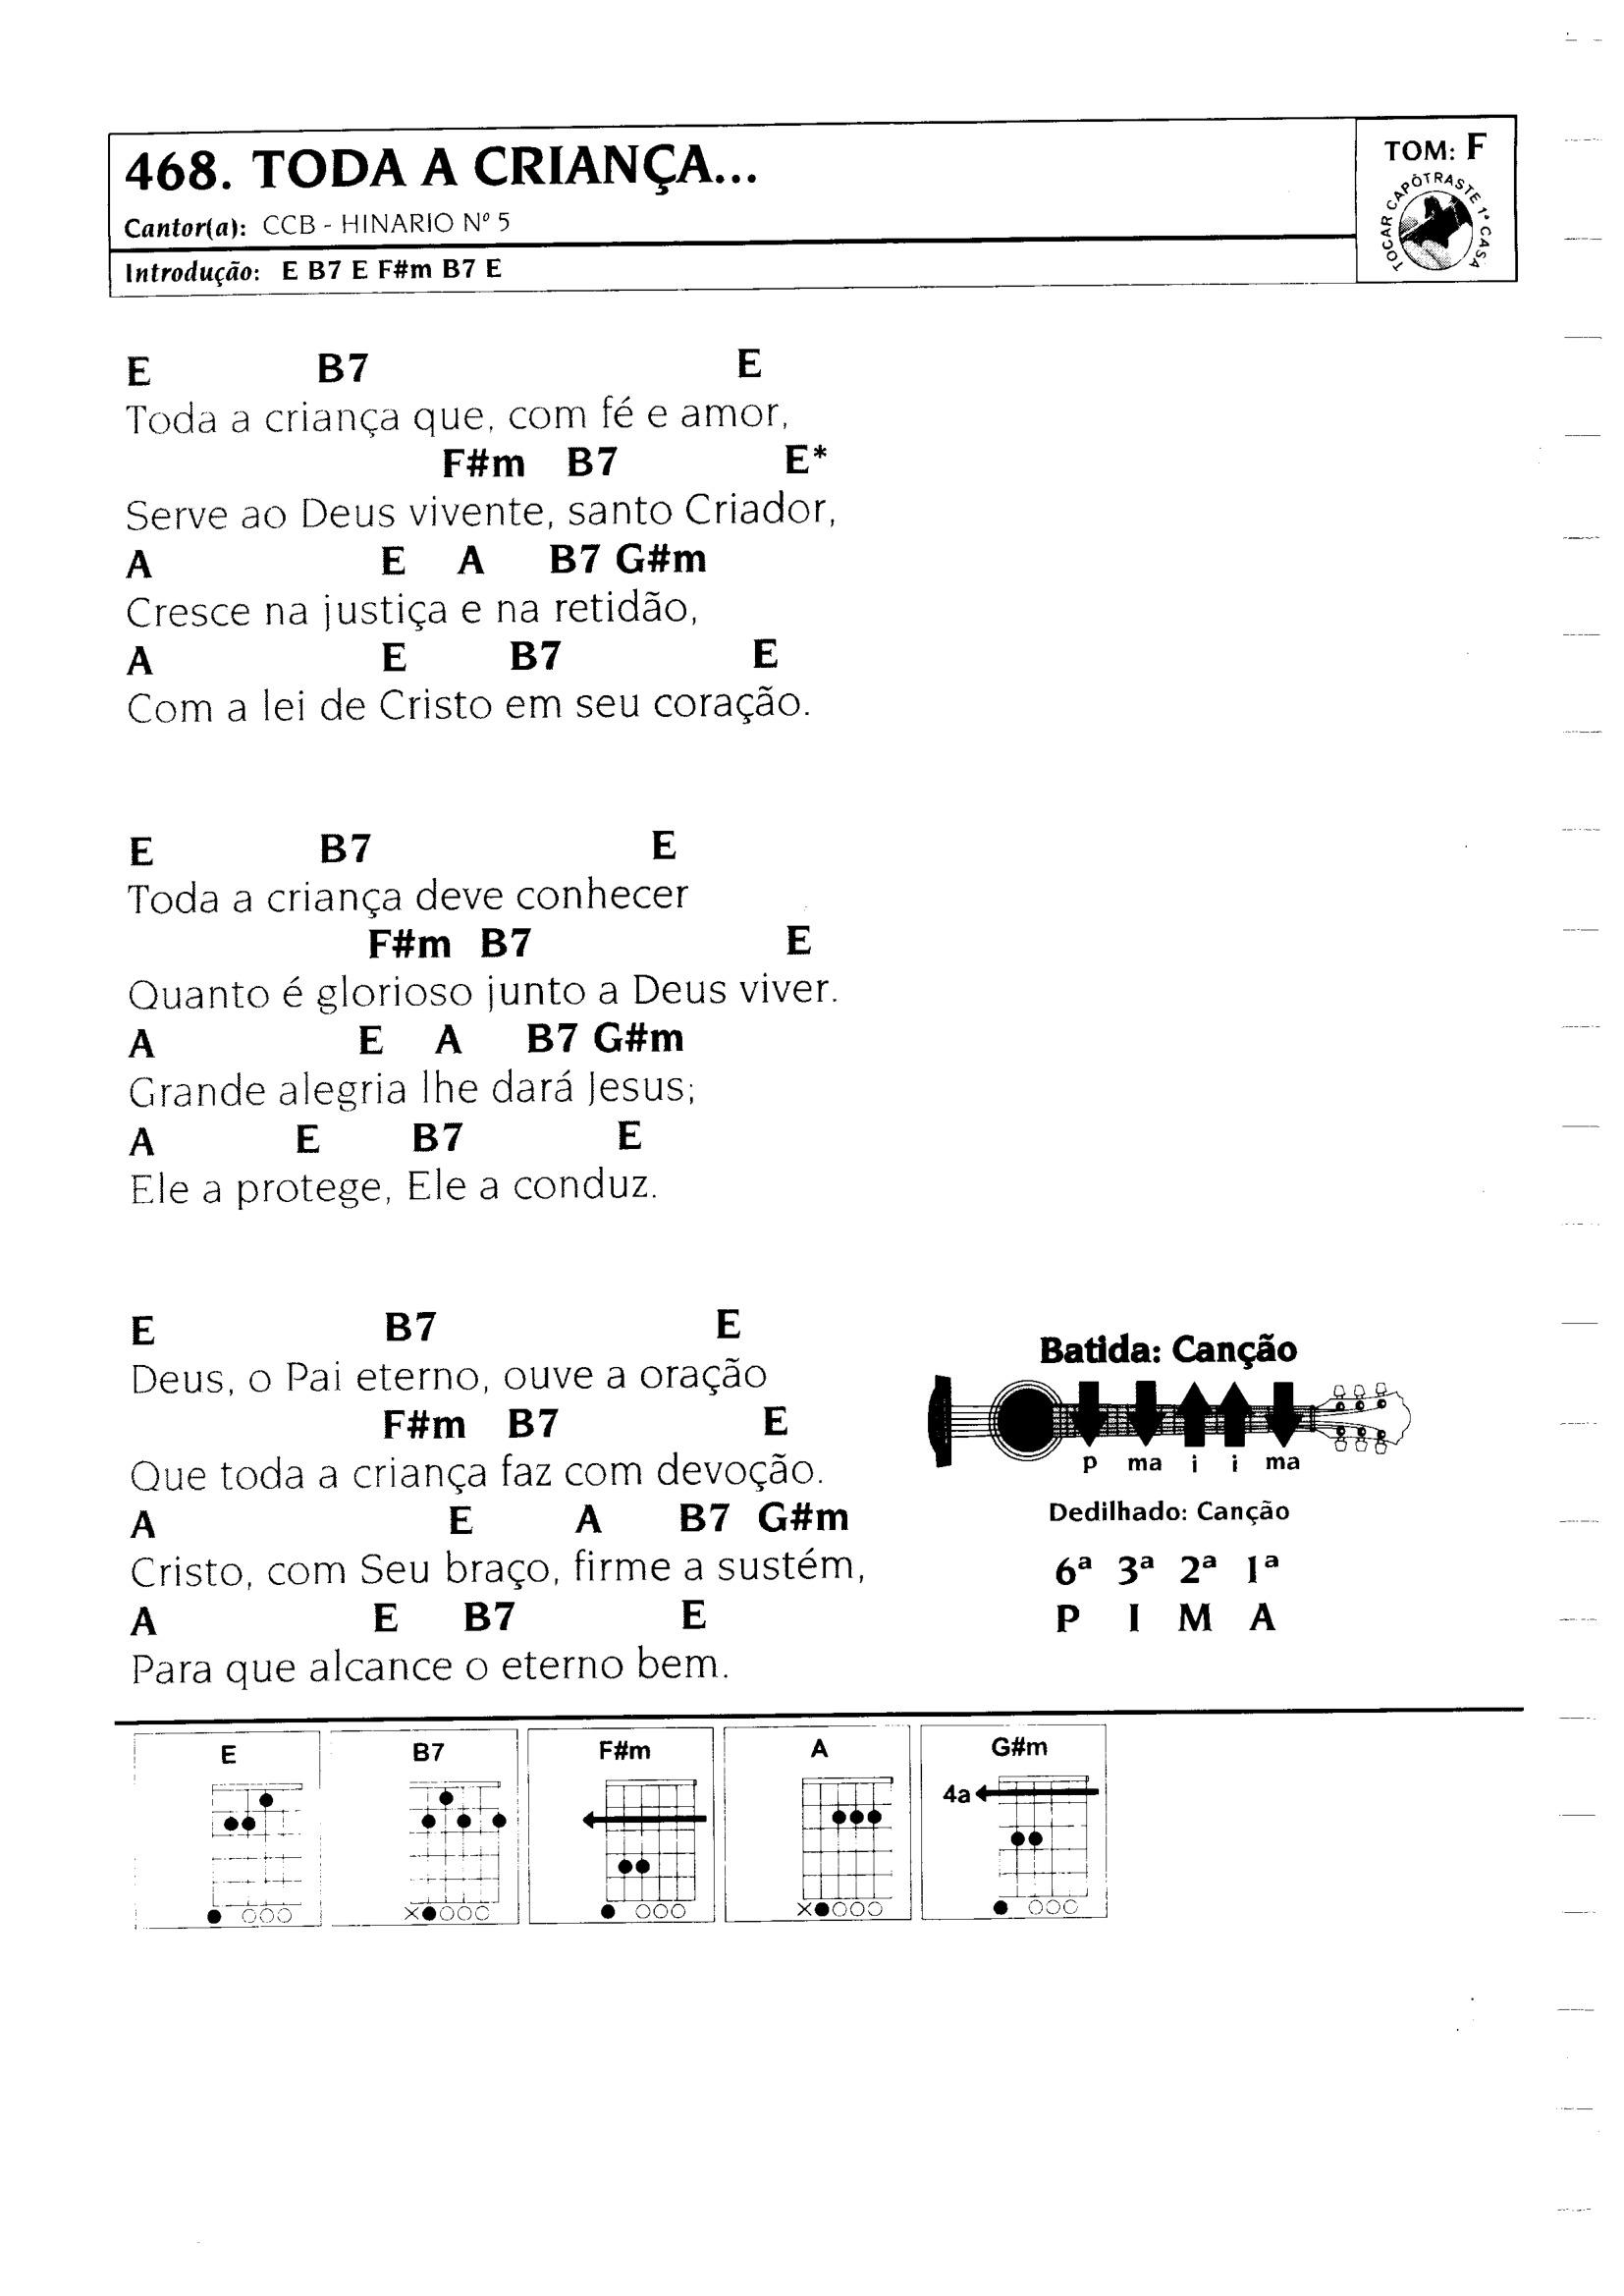 468. TODA A CRIANÇA...
Cantor(a): CCB - HINARIO Nº 5
Introdução: E B7 E F#m B7 E
TOM: F
TOCAR CAPÒTRASTE 1ª CASA
E B7 E
Toda a criança que, com fé e amor,
F#m B7 E*
Serve ao Deus vivente, santo Criador,
A E A B7 G#m
Cresce na justiça e na retidão,
A E B7 E
Com a lei de Cristo em seu coração.
E B7 E
Toda a criança deve conhecer
F#m B7 E
Quanto é glorioso junto a Deus viver.
A E A B7 G#m
Grande alegria lhe dará Jesus;
A E B7 E
Ele a protege, Ele a conduz.
E B7 E
Deus, o Pai eterno, ouve a oração
F#m B7 E
Que toda a criança faz com devoção.
A E A B7 G#m
Cristo, com Seu braço, firme a sustém,
A E B7 E
Para que alcance o eterno bem.
Batida: Canção
p ma i i ma
Dedilhado: Canção
6ª 3ª 2ª 1ª
P I M A
E B7 F#m A G#m
4a